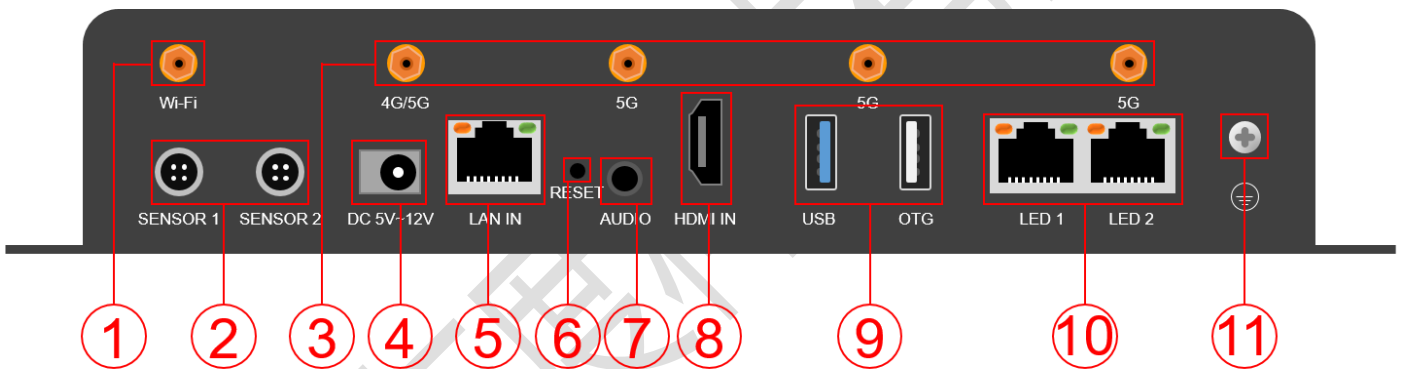 Wi-Fi 4G/5G 5G 5G 5G
SENSOR 1 SENSOR 2 DC 5V~12V LAN IN RESET AUDIO HDMI IN USB OTG LED 1 LED 2
1 2 3 4 5 6 7 8 9 10 11